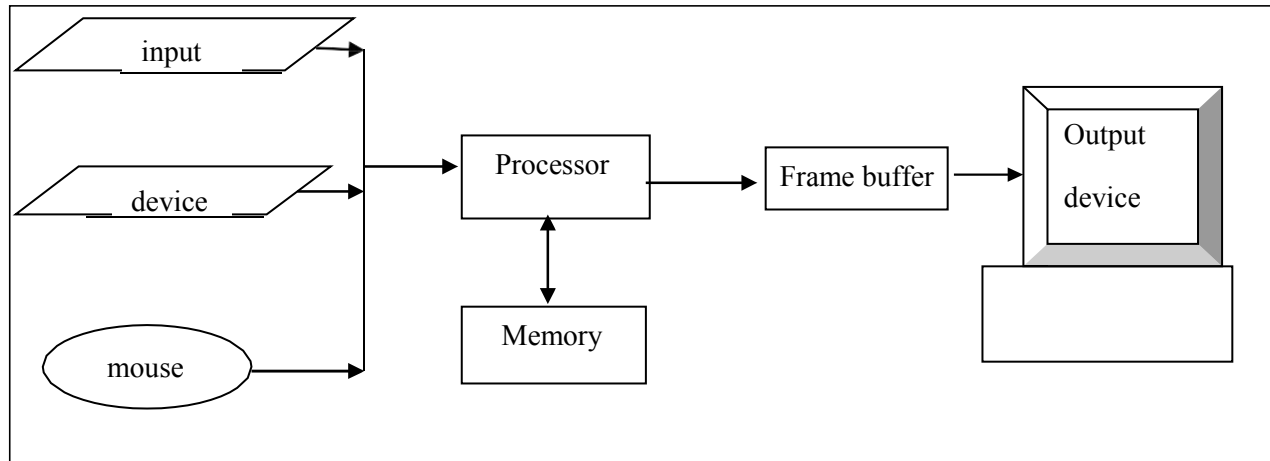 input
device
mouse
Processor
Memory
Frame buffer
Output
device